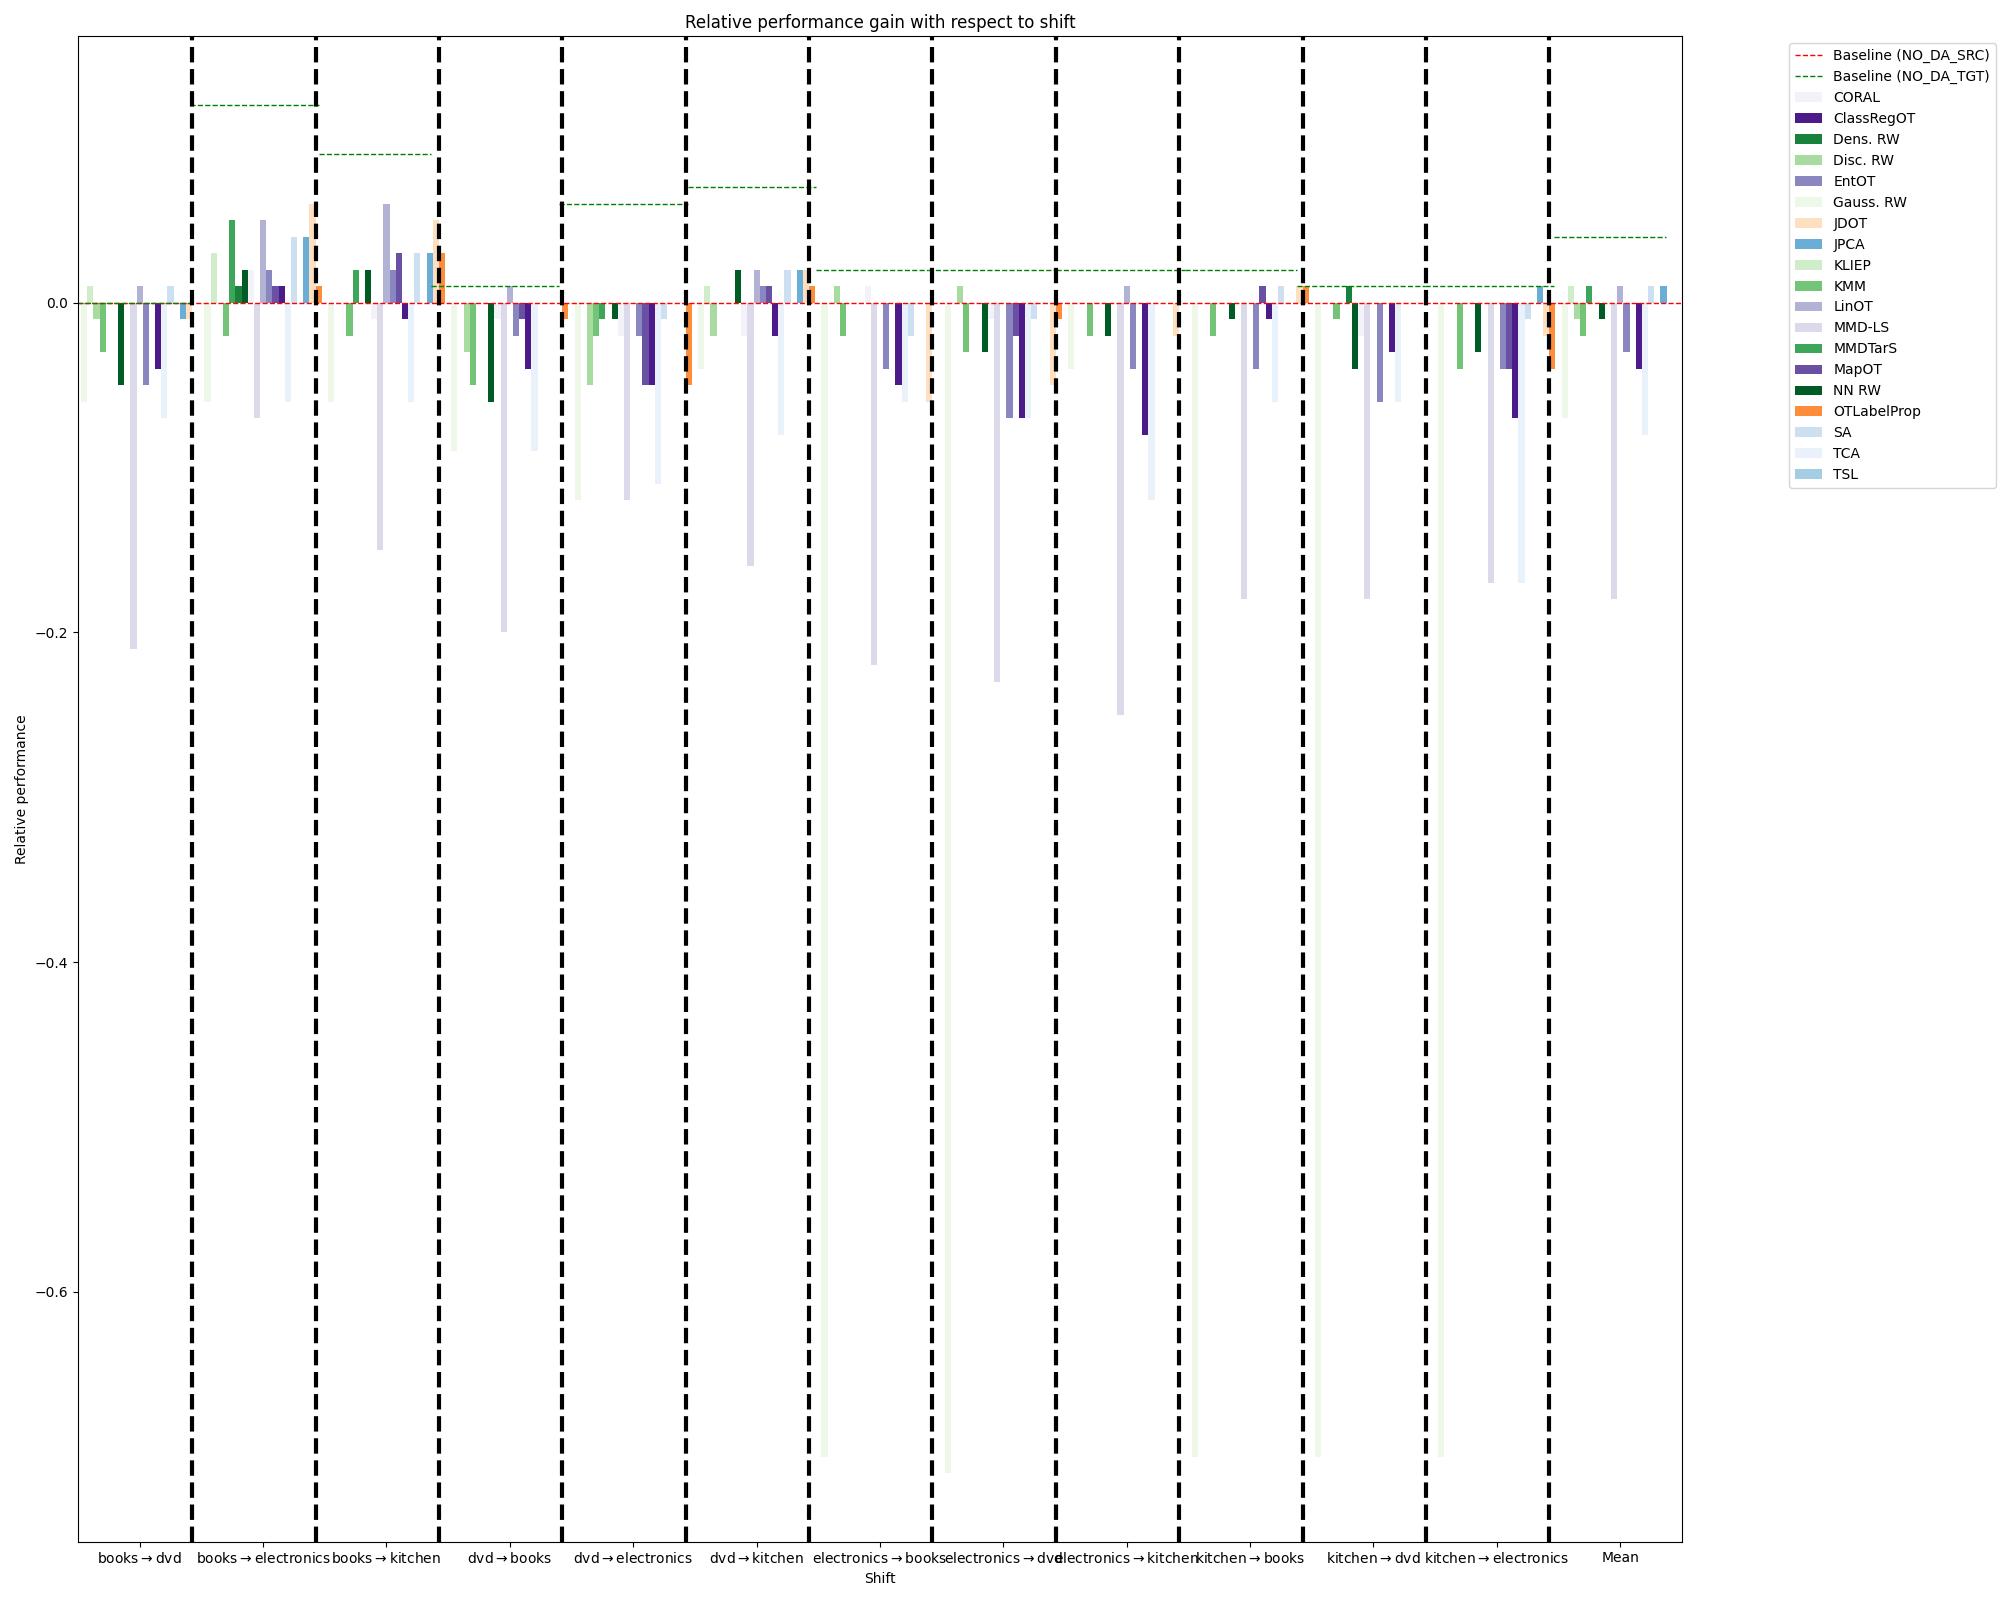 Relative performance gain with respect to shift
Baseline (NO_DA_SRC)
Baseline (NO_DA_TGT)
CORAL
ClassRegOT
Dens. RW
Disc. RW
EntOT
Gauss. RW
JDOT
JPCA
KLIEP
KMM
LinOT
MMD-LS
MMDTarS
MapOT
NN RW
OTLabelProp
SA
TCA
TSL
Relative performance
0.0
−0.2
−0.4
−0.6
books→dvd
books→electronics
books→kitchen
dvd→books
dvd→electronics
dvd→kitchen
electronics→books
electronics→dvd
electronics→kitchen
kitchen→books
kitchen→dvd
kitchen→electronics
Mean
Shift